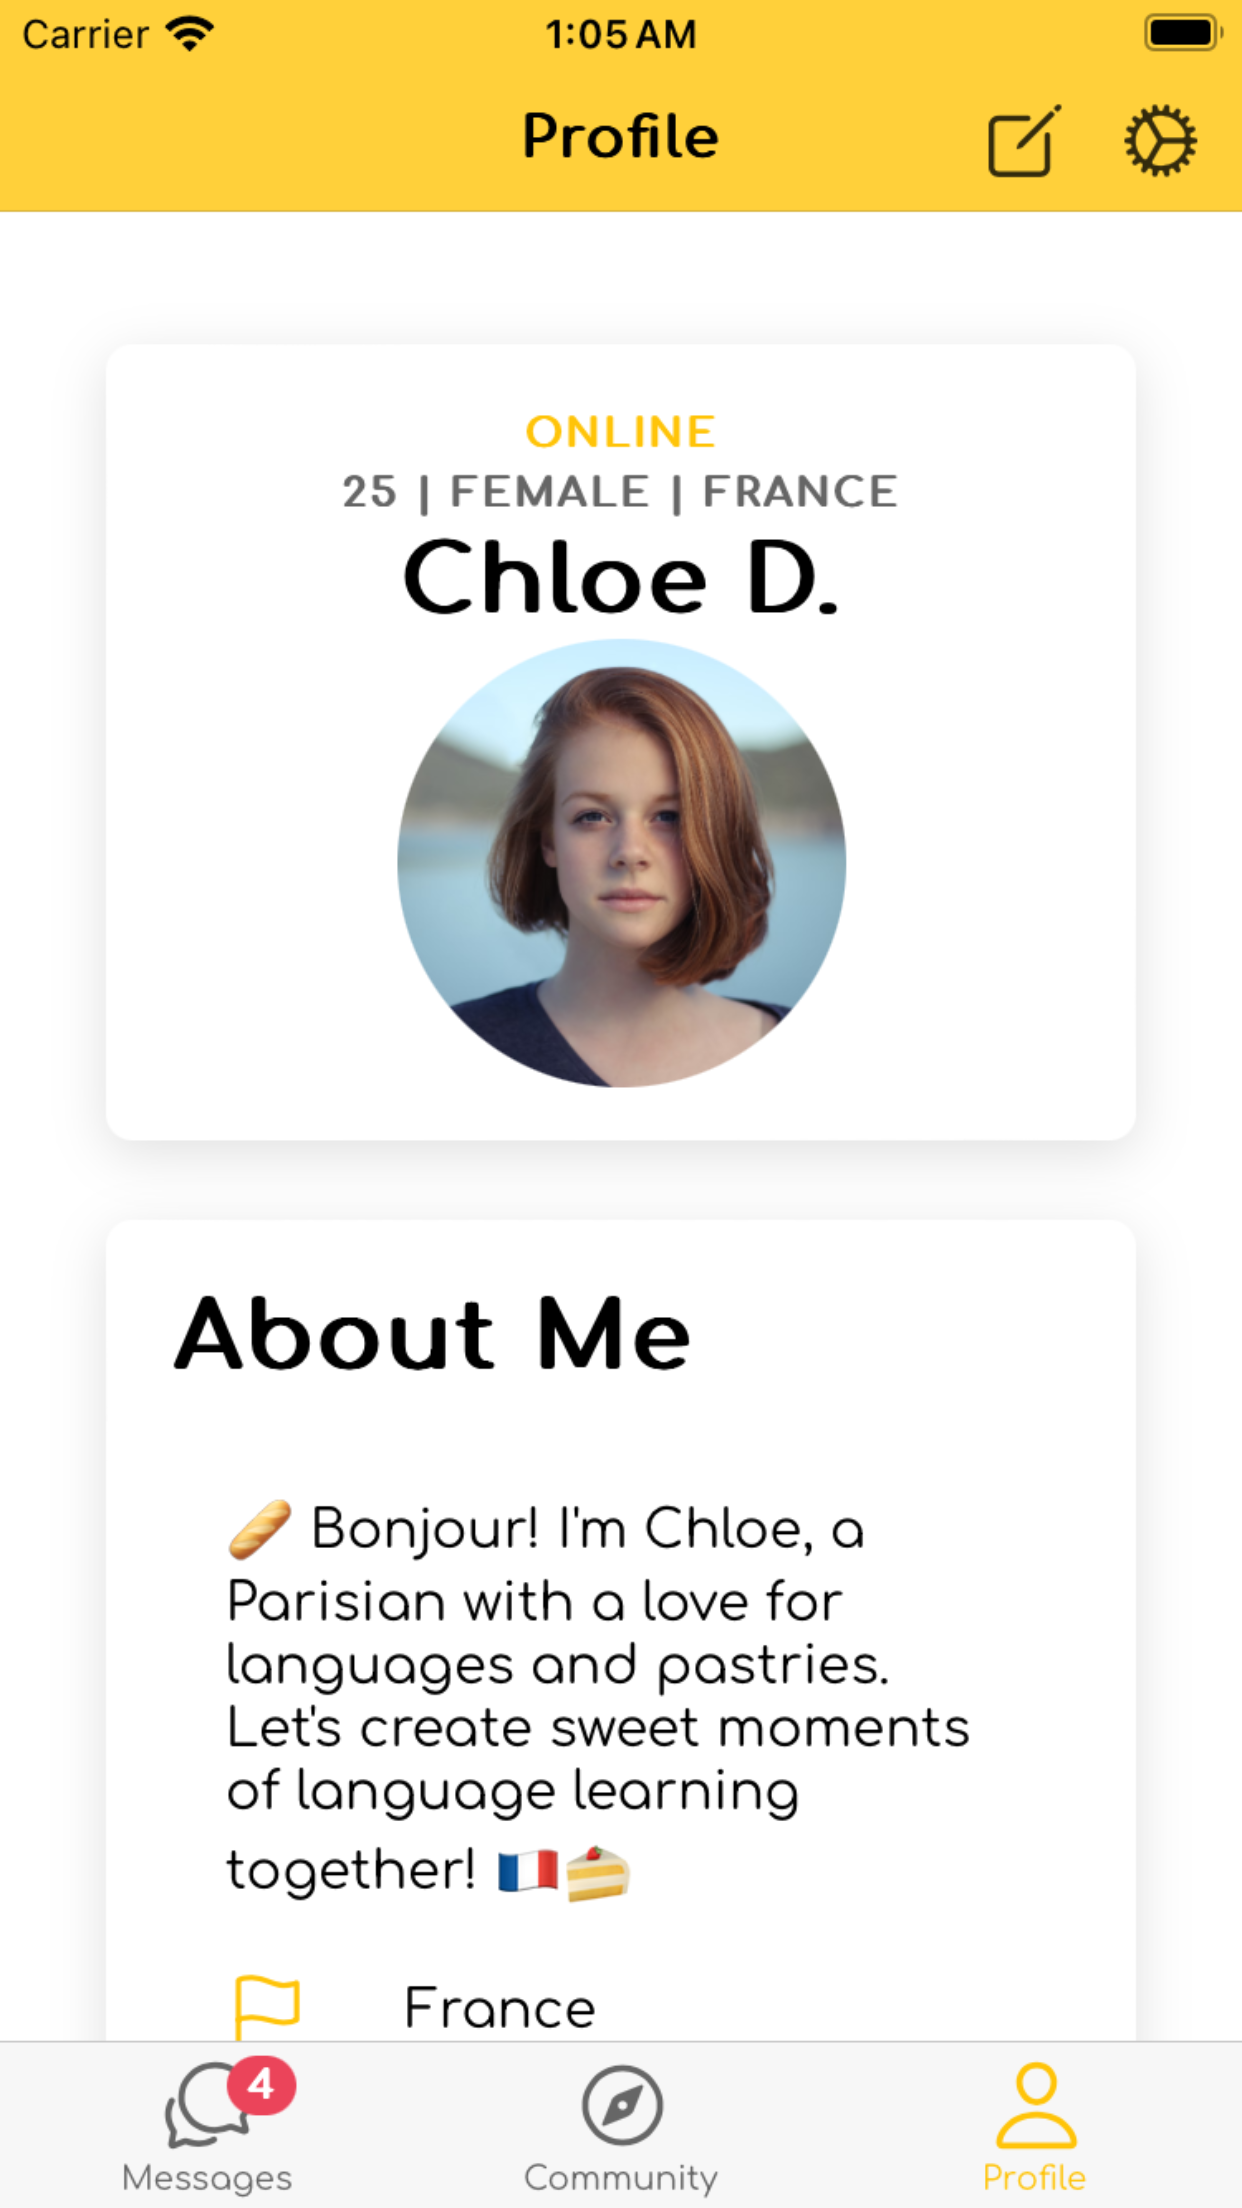 Carrier 1:05 AM
Profile
ONLINE
25 | FEMALE | FRANCE
Chloe D.
About Me
🥖 Bonjour! I'm Chloe, a
Parisian with a love for
languages and pastries.
Let's create sweet moments
of language learning
together! 🇫🇷🍰
France
4
Messages Community Profile